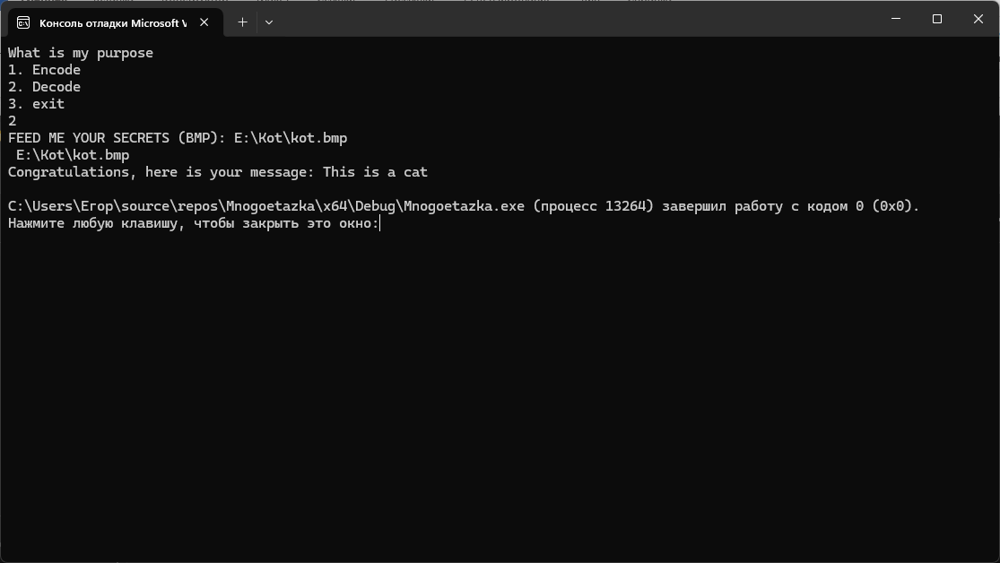 Консоль отладки Microsoft V
What is my purpose
1. Encode
2. Decode
3. exit
2
FEED ME YOUR SECRETS (BMP): E:\Kot\kot.bmp
E:\Kot\kot.bmp
Congratulations, here is your message: This is a cat
C:\Users\Егор\source\repos\Mnogoetazka\x64\Debug\Mnogoetazka.exe (процесс 13264) завершил работу с кодом 0 (0x0).
Нажмите любую клавишу, чтобы закрыть это окно: